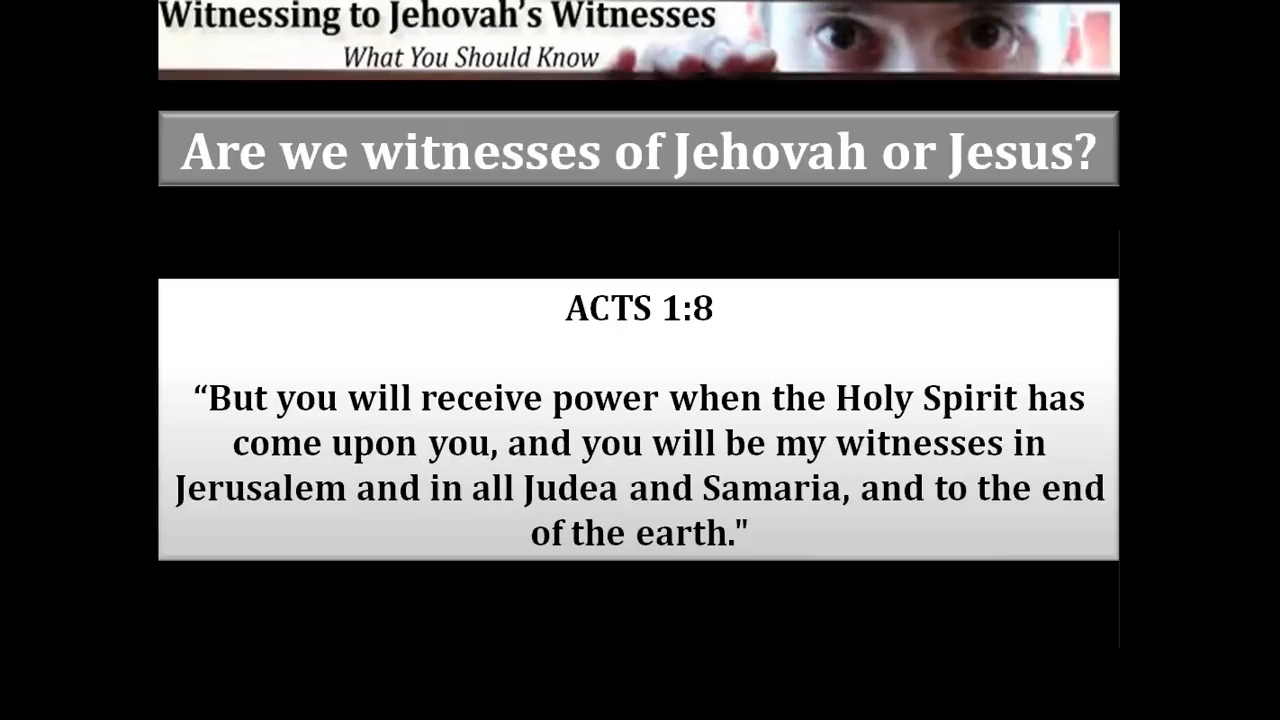 Witnessing to Jehovah's Witnesses
What You Should Know
Are we witnesses of Jehovah or Jesus?
ACTS 1:8
“But you will receive power when the Holy Spirit has
come upon you, and you will be my witnesses in
Jerusalem and in all Judea and Samaria, and to the end
of the earth."